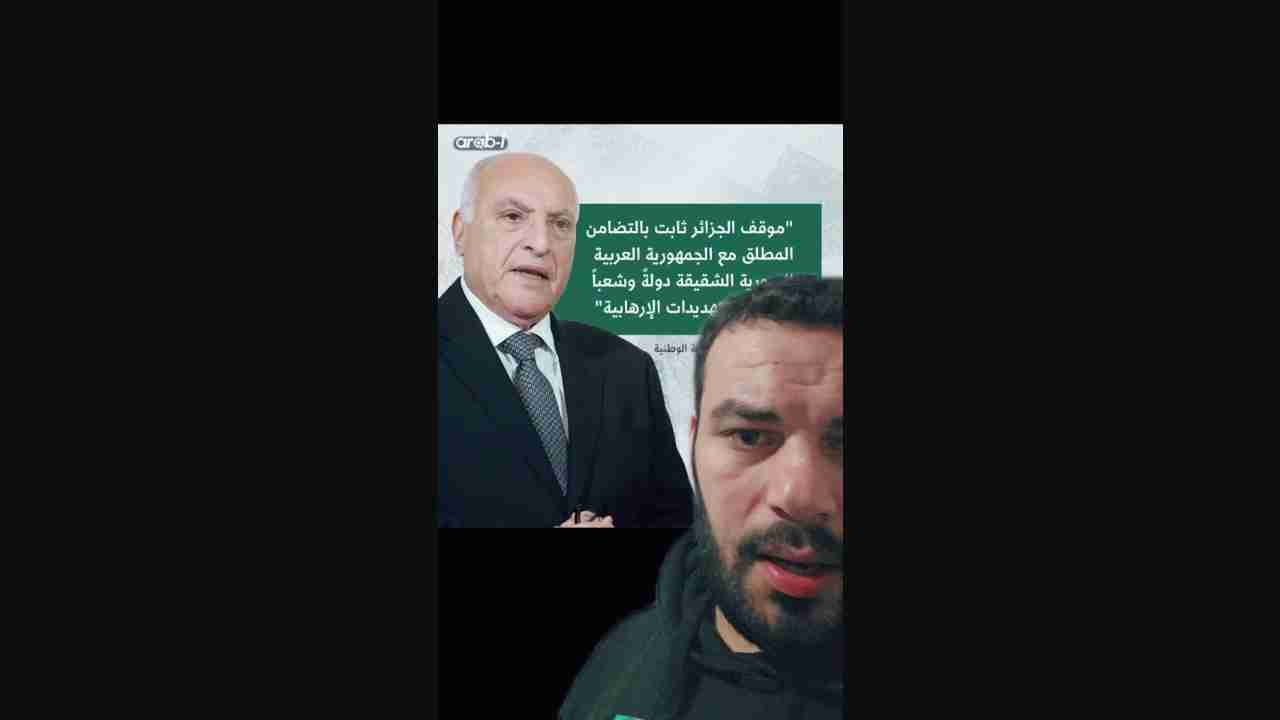 arab-i
"موقف الجزائر ثابت بالتضامن
المطلق مع الجمهورية العربية
الشقيقة دولةً وشعباً
الإرهابية"
الوطنية